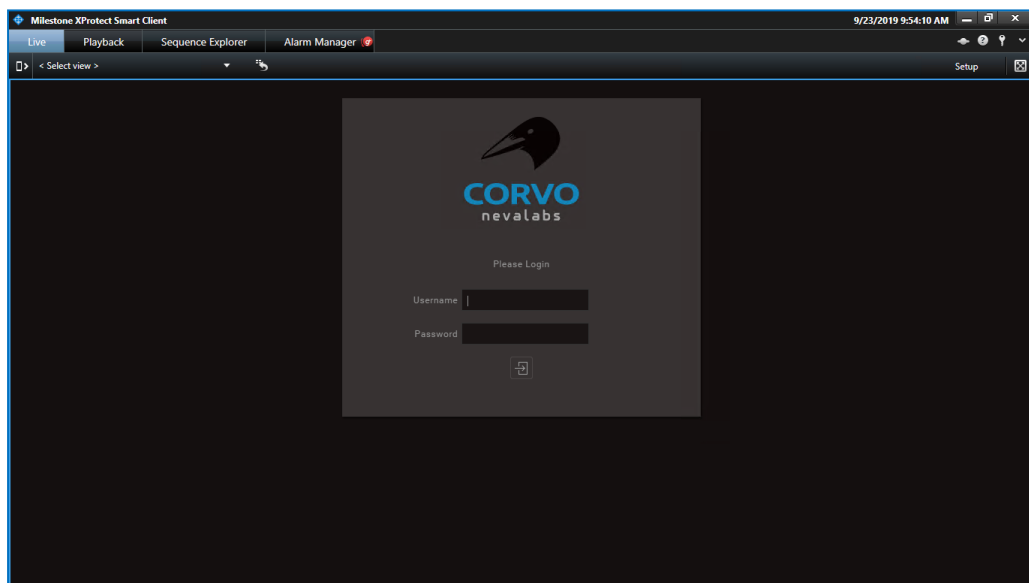 Milestone XProtect Smart Client 9/23/2019 9:54:10 AM
Live Playback Sequence Explorer Alarm Manager
< Select view > Setup
CORVO
nevalabs
Please Login
Username
Password